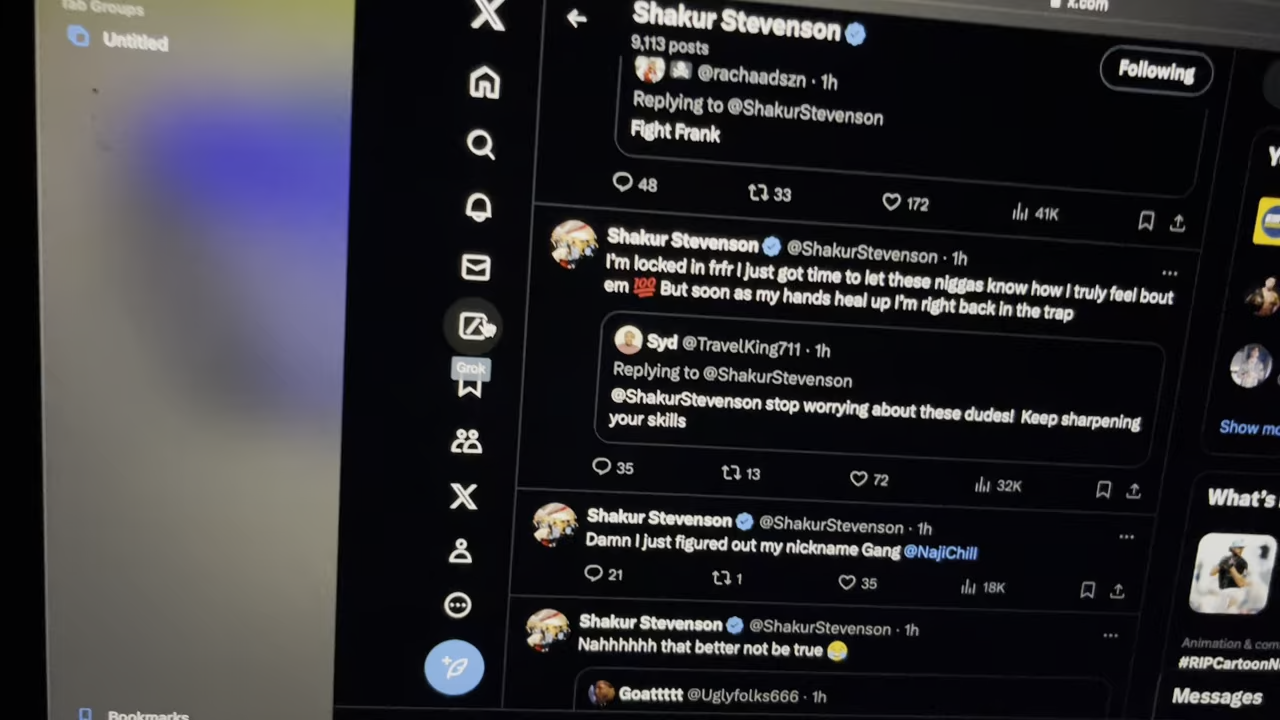 Tab Groups
Untitled
x.com
Shakur Stevenson
9,113 posts
Following
@rachaadszn · 1h
Replying to @ShakurStevenson
Fight Frank
48 33 172 41K
Shakur Stevenson @ShakurStevenson · 1h
I'm locked in frfr I just got time to let these niggas know how I truly feel bout
em 💯 But soon as my hands heal up I'm right back in the trap
Syd @TravelKing711 · 1h
Replying to @ShakurStevenson
@ShakurStevenson stop worrying about these dudes! Keep sharpening
your skills
35 13 72 32K
Grok
Shakur Stevenson @ShakurStevenson · 1h
Damn I just figured out my nickname Gang @NajiChill
21 1 35 18K
Shakur Stevenson @ShakurStevenson · 1h
Nahhhhhh that better not be true 😂
Goattttt @Uglyfolks666 · 1h
Show mo
What's
Animation & com
#RIPCartoonN
Messages
Bookmarks